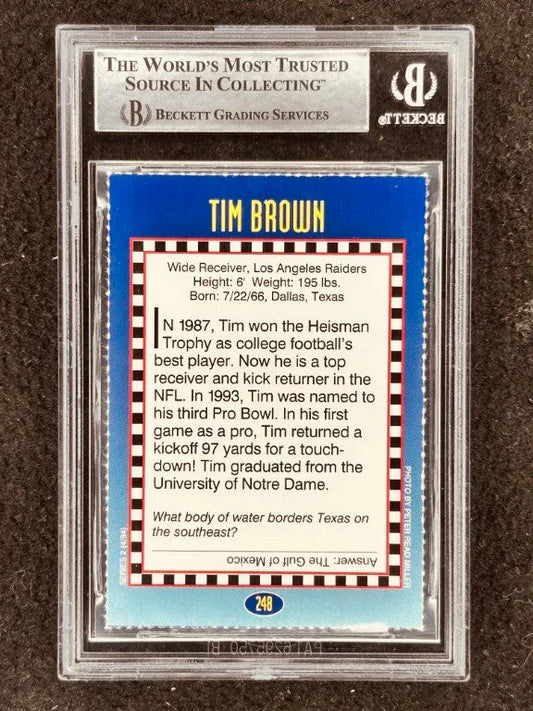 THE WORLD'S MOST TRUSTED
SOURCE IN COLLECTING™
B BECKETT GRADING SERVICES
B
BECKETT®
TIM BROWN
Wide Receiver, Los Angeles Raiders
Height: 6' Weight: 195 lbs.
Born: 7/22/66, Dallas, Texas
IN 1987, Tim won the Heisman
Trophy as college football's
best player. Now he is a top
receiver and kick returner in the
NFL. In 1993, Tim was named to
his third Pro Bowl. In his first
game as a pro, Tim returned a
kickoff 97 yards for a touch-
down! Tim graduated from the
University of Notre Dame.
What body of water borders Texas on
the southeast?
Answer: The Gulf of Mexico
SERIES 2 (4/94)
PHOTO BY PETER READ MILLER
248